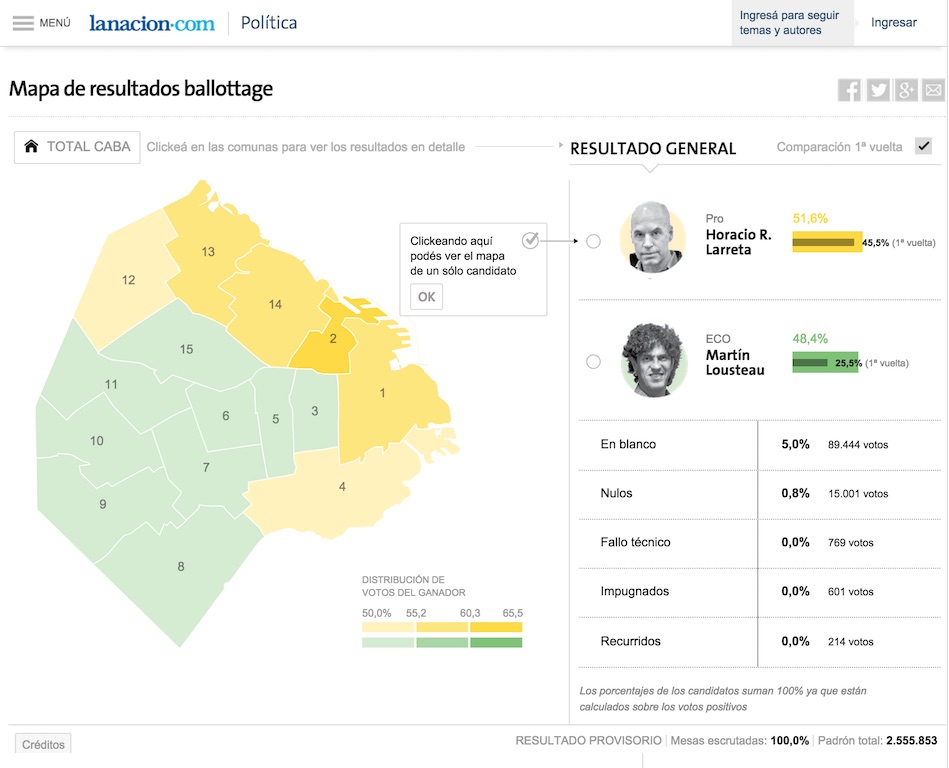 MENÚ
lanacion.com
Política
Ingresá para seguir
temas y autores
Ingresar
Mapa de resultados ballottage
TOTAL CABA
Clickeá en las comunas para ver los resultados en detalle
RESULTADO GENERAL
Comparación 1ª vuelta
12
13
14
2
15
11
1
6
5
3
10
7
4
9
8
Clickeando aquí
podés ver el mapa
de un sólo candidato
OK
Pro
Horacio R.
Larreta
51,6%
45,5% (1ª vuelta)
ECO
Martín
Lousteau
48,4%
25,5% (1ª vuelta)
En blanco 5,0% 89.444 votos
Nulos 0,8% 15.001 votos
Fallo técnico 0,0% 769 votos
Impugnados 0,0% 601 votos
Recurridos 0,0% 214 votos
DISTRIBUCIÓN DE
VOTOS DEL GANADOR
50,0% 55,2 60,3 65,5
Los porcentajes de los candidatos suman 100% ya que están
calculados sobre los votos positivos
Créditos
RESULTADO PROVISORIO | Mesas escrutadas: 100,0% | Padrón total: 2.555.853